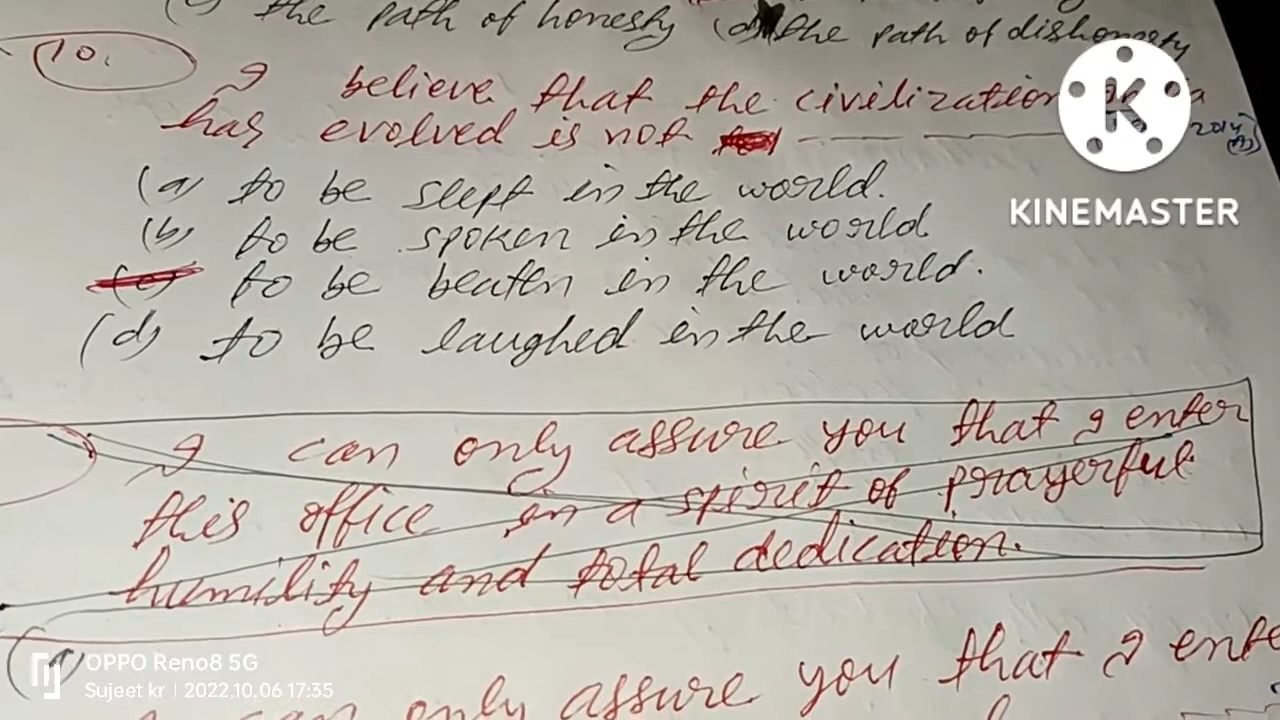 (c) the path of honesty (d) the path of dishonesty
10.
I believe that the civilization
has evolved is not
(a) to be slept in the world.
(b) to be spoken in the world
(c) to be beaten in the world.
(d) to be laughed in the world
I can only assure you that I enter
this office in a spirit of prayerful
humility and total dedication.
(a)
can only assure you that I ente
K
KINEMASTER
OPPO Reno8 5G
Sujeet kr | 2022.10.06 17:35